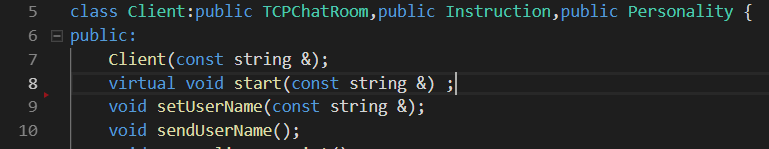 5 class Client:public TCPChatRoom,public Instruction,public Personality {
6 public:
7 Client(const string &);
8 virtual void start(const string &) ;
9 void setUserName(const string &);
10 void sendUserName();